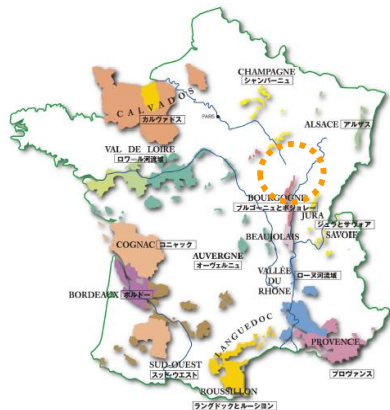 CHAMPAGNE
シャンパーニュ
CALVADOS
カルヴァドス
PARIS
ALSACE アルザス
VAL DE LOIRE
ロワール河流域
BOURGOGNE
ブルゴーニュとボジョレー
JURA
ジュラとサヴォア
SAVOIE
BEAUJOLAIS
COGNAC コニャック
AUVERGNE
オーヴェルニュ
VALLÉE DU RHÔNE
ローヌ河流域
BORDEAUX ボルドー
LANGUEDOC
PROVENCE
プロヴァンス
SUD-OUEST
スッド・ウエスト
ROUSSILLON
ラングドックとルーション